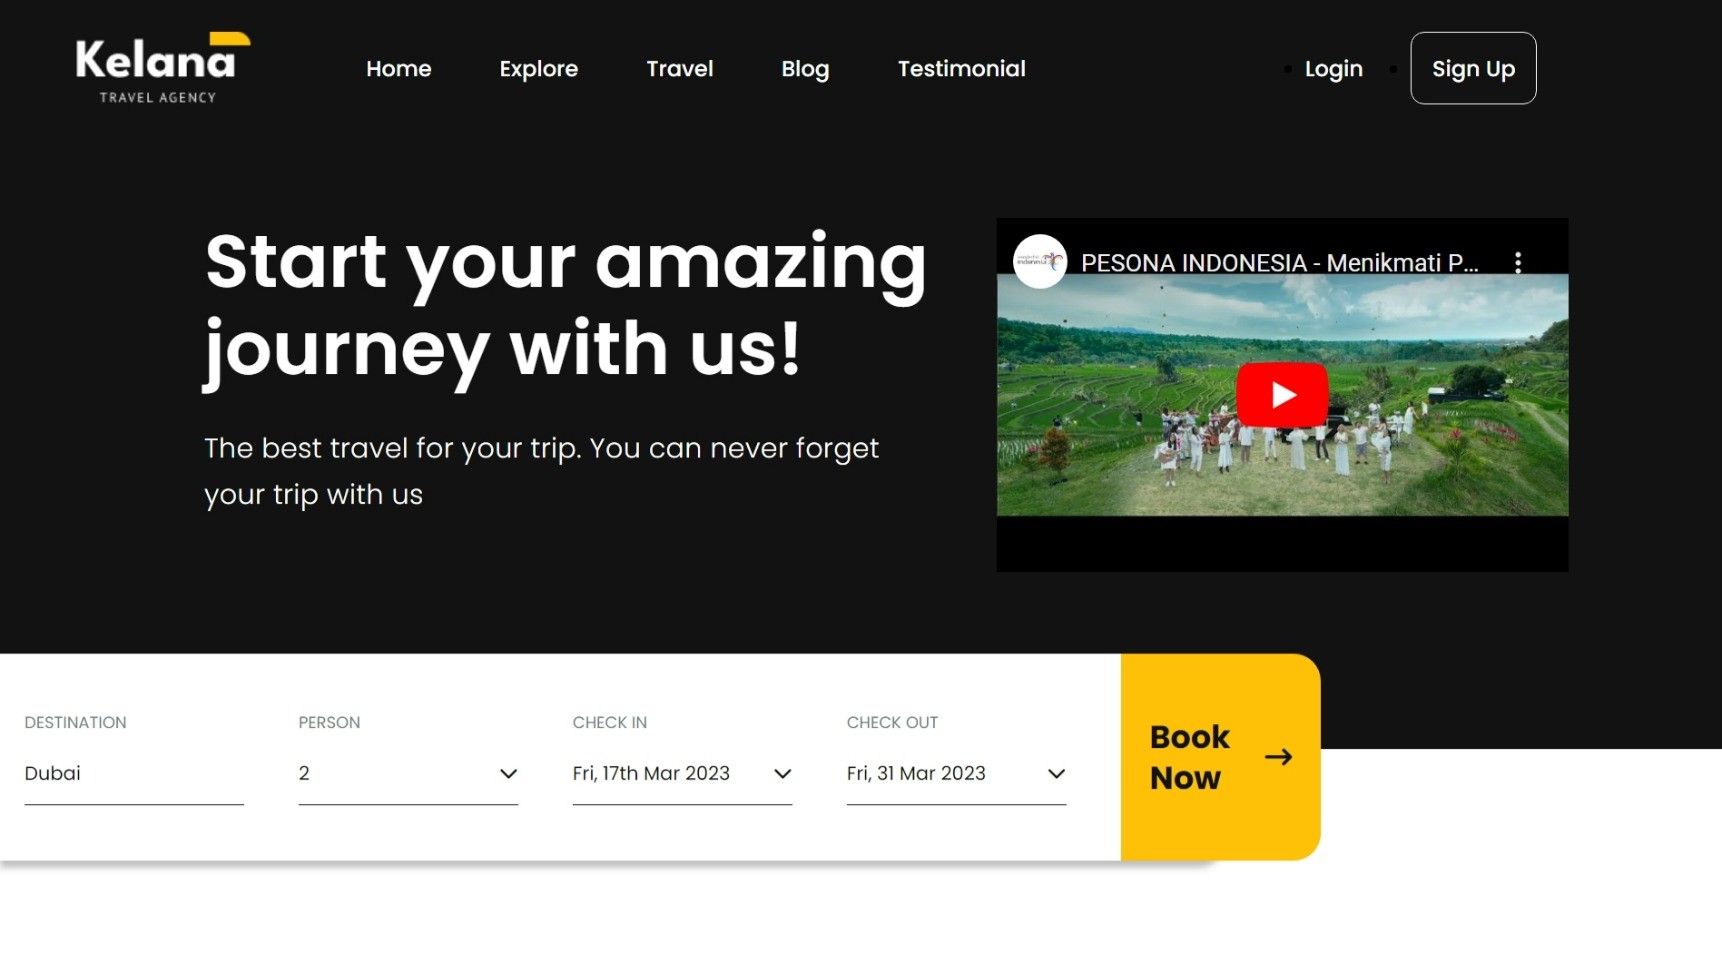 Kelana
TRAVEL AGENCY
Home
Explore
Travel
Blog
Testimonial
Login
Sign Up
Start your amazing
journey with us!
The best travel for your trip. You can never forget
your trip with us
PESONA INDONESIA - Menikmati P...
DESTINATION
Dubai
PERSON
2
CHECK IN
Fri, 17th Mar 2023
CHECK OUT
Fri, 31 Mar 2023
Book
Now